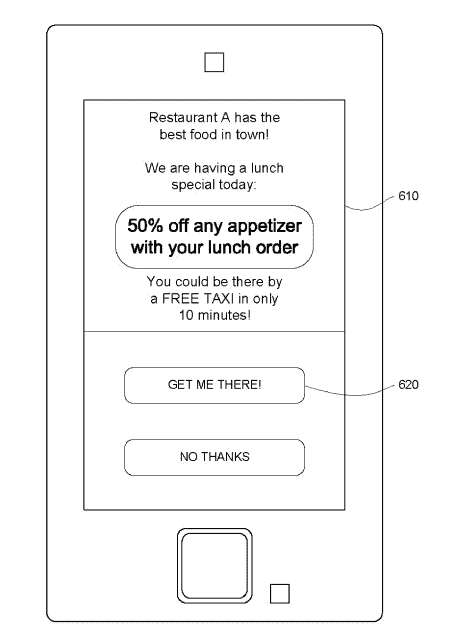 Restaurant A has the
best food in town!
We are having a lunch
special today:
50% off any appetizer
with your lunch order
610
You could be there by
a FREE TAXI in only
10 minutes!
GET ME THERE!
620
NO THANKS